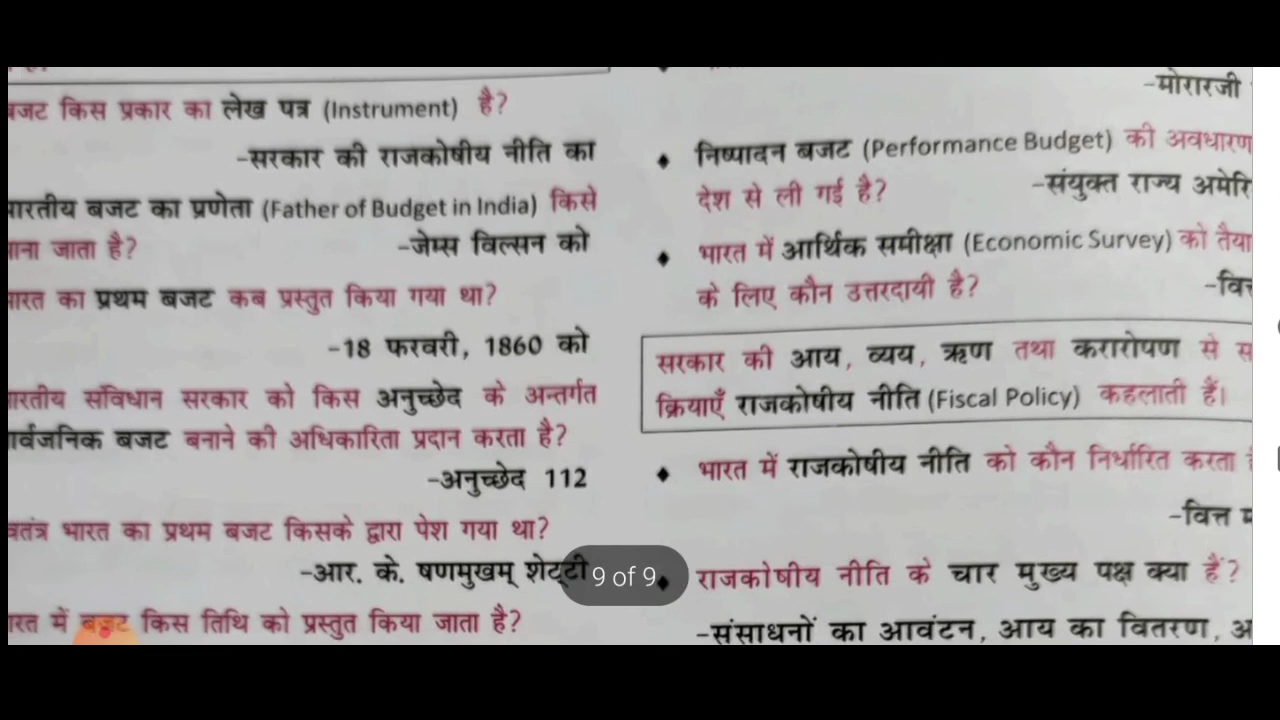 बजट किस प्रकार का लेख पत्र (Instrument) है?
-सरकार की राजकोषीय नीति का
भारतीय बजट का प्रणेता (Father of Budget in India) किसे
माना जाता है? -जेम्स विल्सन को
भारत का प्रथम बजट कब प्रस्तुत किया गया था?
-18 फरवरी, 1860 को
भारतीय संविधान सरकार को किस अनुच्छेद के अन्तर्गत
सार्वजनिक बजट बनाने की अधिकारिता प्रदान करता है?
-अनुच्छेद 112
स्वतंत्र भारत का प्रथम बजट किसके द्वारा पेश गया था?
-आर. के. षणमुखम् शेट्टी
भारत में बजट किस तिथि को प्रस्तुत किया जाता है?
-मोरारजी
♦ निष्पादन बजट (Performance Budget) की अवधारण
देश से ली गई है? -संयुक्त राज्य अमेरि
♦ भारत में आर्थिक समीक्षा (Economic Survey) को तैया
के लिए कौन उत्तरदायी है? -वित्त
सरकार की आय, व्यय, ऋण तथा करारोपण से स
क्रियाएँ राजकोषीय नीति (Fiscal Policy) कहलाती हैं।
♦ भारत में राजकोषीय नीति को कौन निर्धारित करता
-वित्त म
♦ राजकोषीय नीति के चार मुख्य पक्ष क्या हैं?
-संसाधनों का आवंटन, आय का वितरण, अ
9 of 9